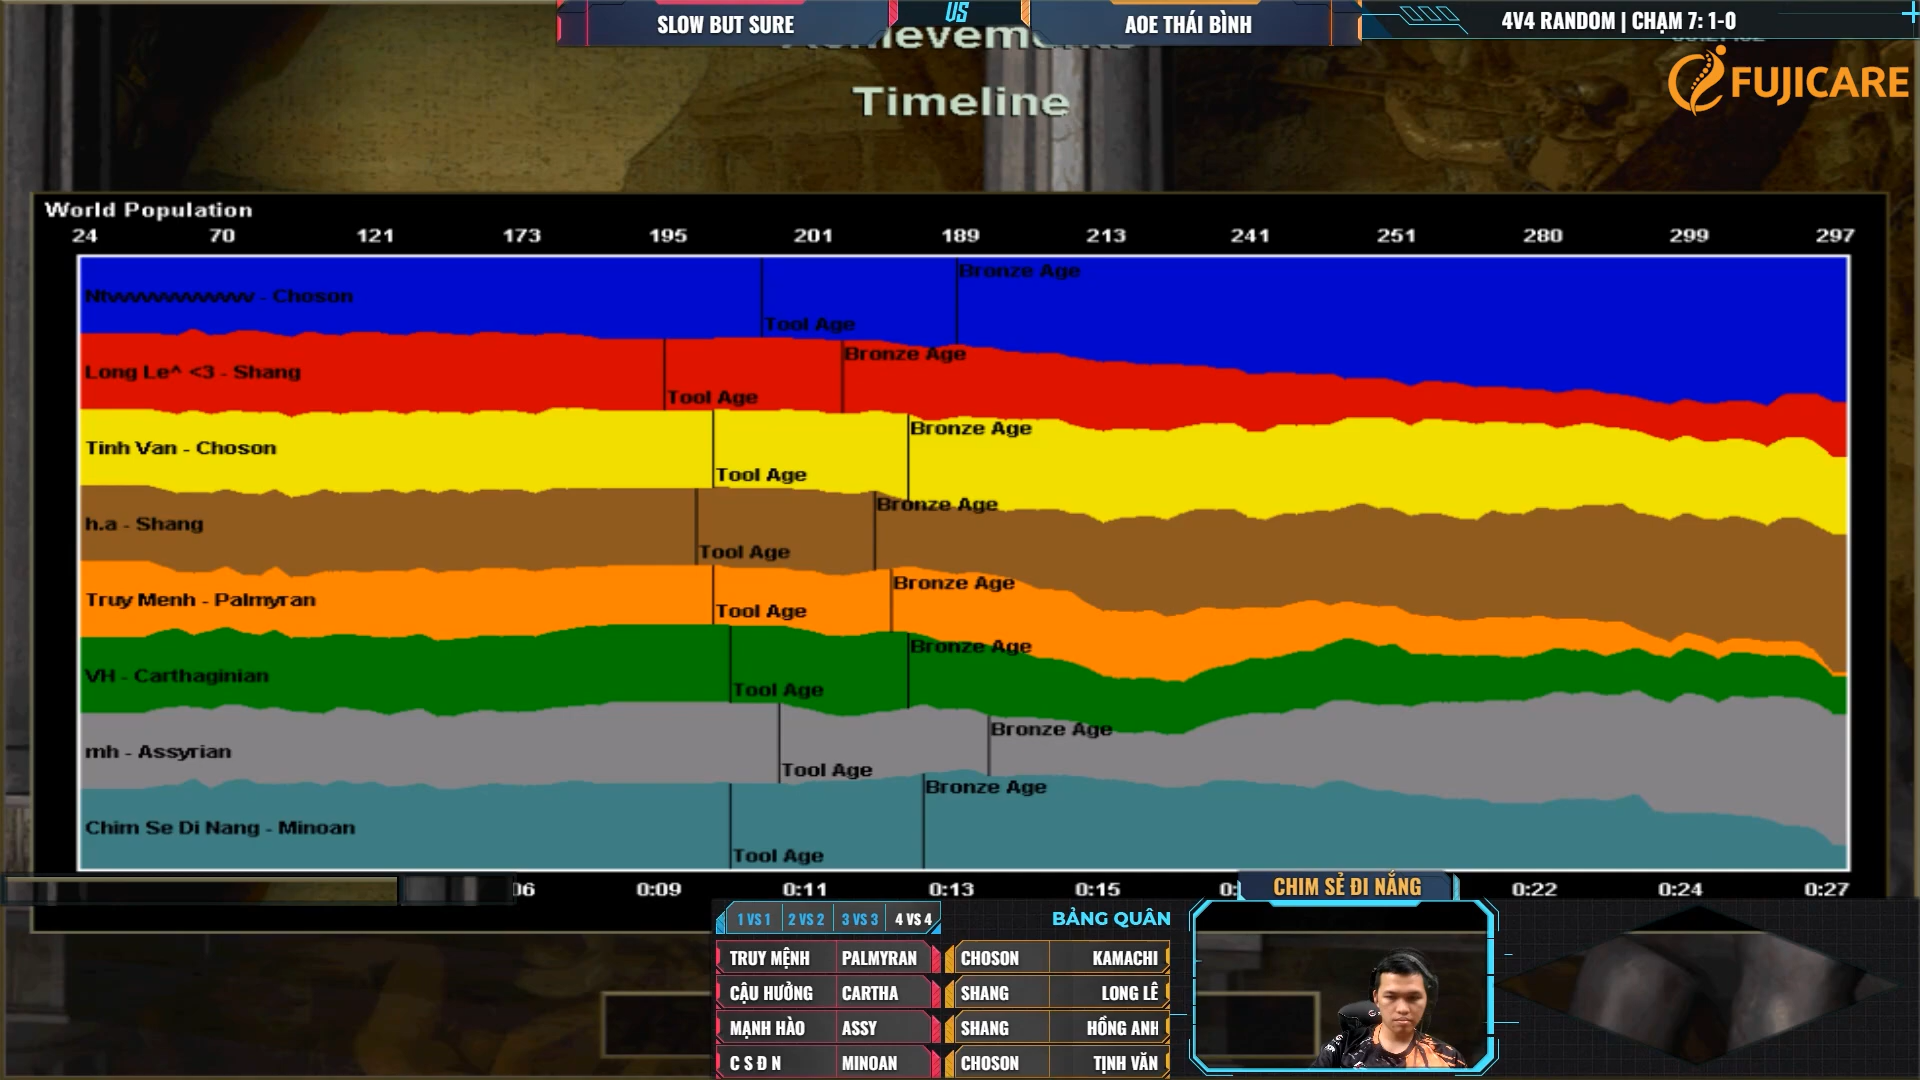 SLOW BUT SURE
US
AOE THÁI BÌNH
4V4 RANDOM | CHẠM 7: 1-0
FUJICARE
Achievements
Timeline
World Population
24 70 121 173 195 201 189 213 241 251 280 299 297
Bronze Age
Ntvwwwwwwwwv - Choson
Tool Age
Bronze Age
Long Le^ <3 - Shang
Tool Age
Bronze Age
Tinh Van - Choson
Tool Age
Bronze Age
h.a - Shang
Tool Age
Bronze Age
Truy Menh - Palmyran
Tool Age
Bronze Age
VH - Carthaginian
Tool Age
Bronze Age
mh - Assyrian
Tool Age
Bronze Age
Chim Se Di Nang - Minoan
Tool Age
06 0:09 0:11 0:13 0:15 0:22 0:24 0:27
CHIM SẺ ĐI NẮNG
1 VS 1 2 VS 2 3 VS 3 4 VS 4 BẢNG QUÂN
TRUY MỆNH PALMYRAN CHOSON KAMACHI
CẬU HƯỞNG CARTHA SHANG LONG LÊ
MẠNH HÀO ASSY SHANG HỒNG ANH
C S Đ N MINOAN CHOSON TỊNH VĂN